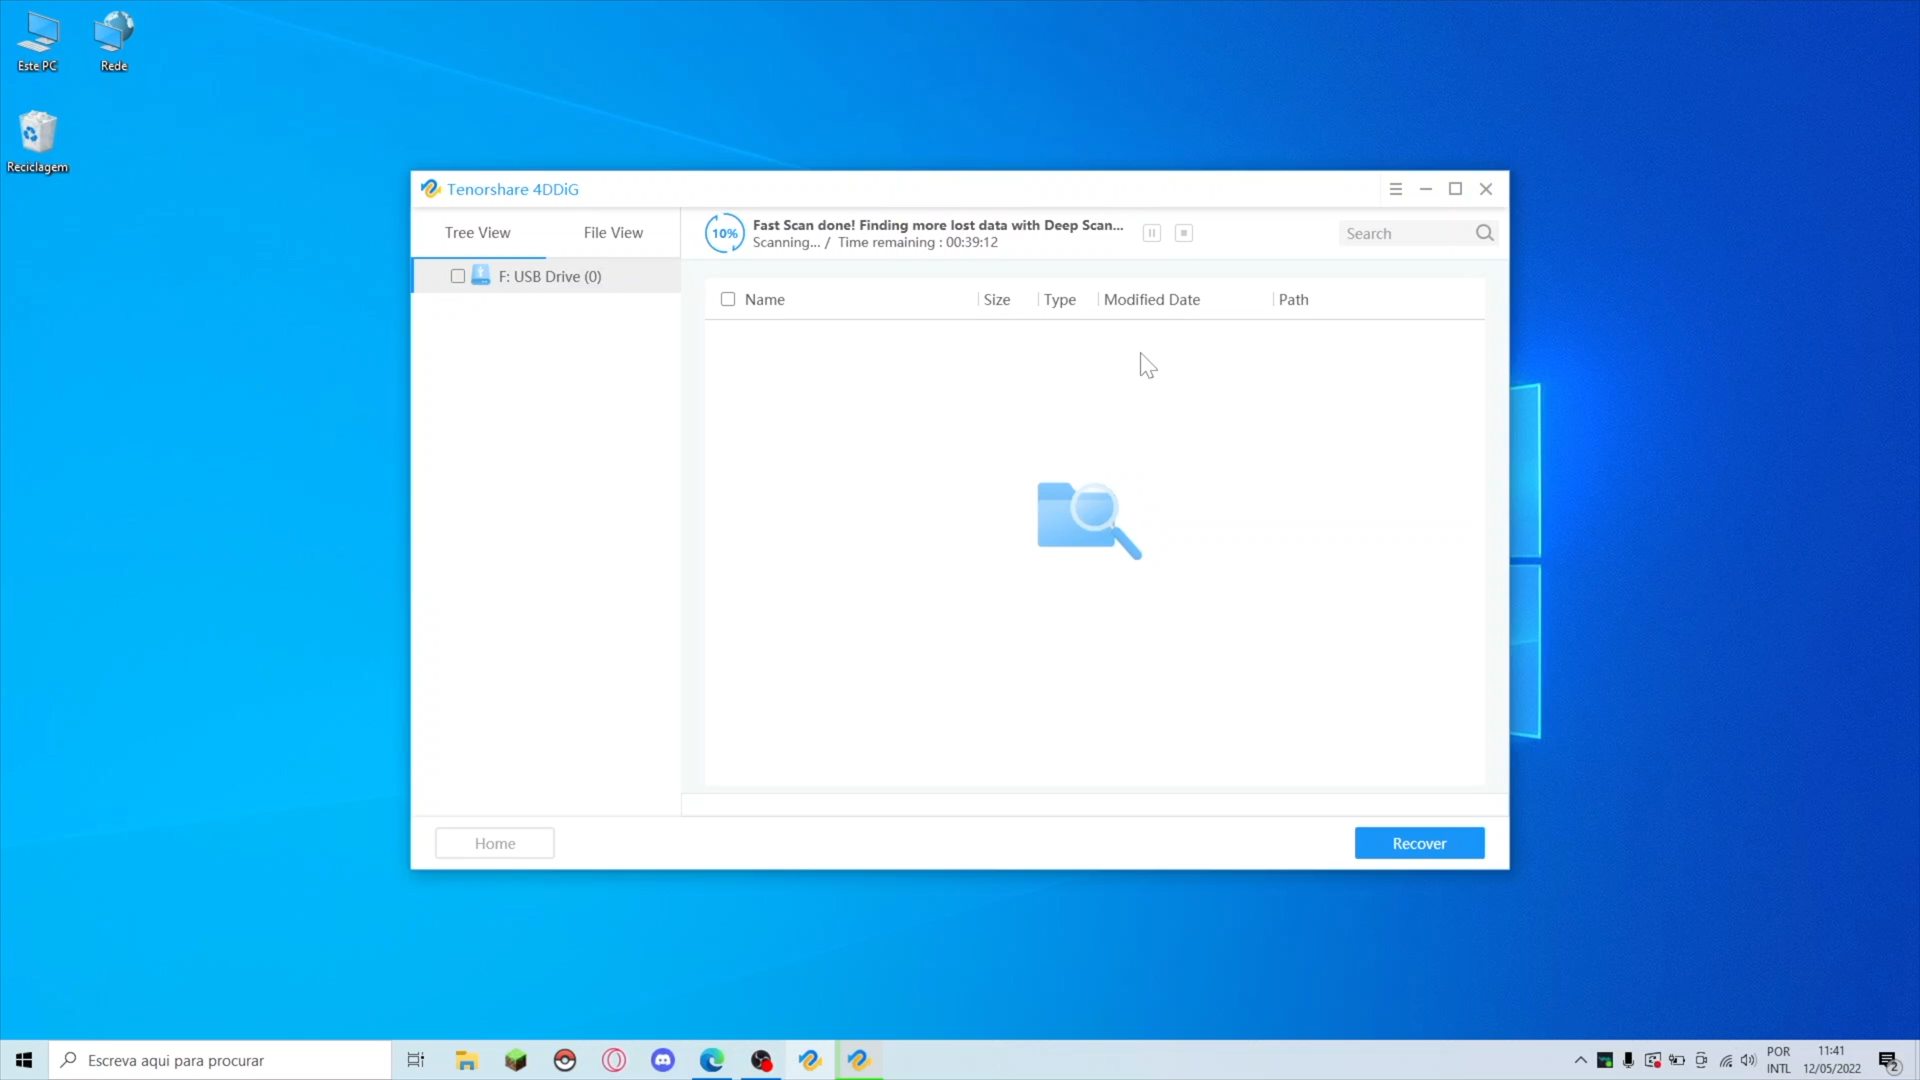 Este PC
Rede
Reciclagem
Tenorshare 4DDiG
Tree View
File View
10%
Fast Scan done! Finding more lost data with Deep Scan...
Scanning... / Time remaining : 00:39:12
Search
F: USB Drive (0)
Name
Size
Type
Modified Date
Path
Home
Recover
Escreva aqui para procurar
POR
INTL
11:41
12/05/2022
2